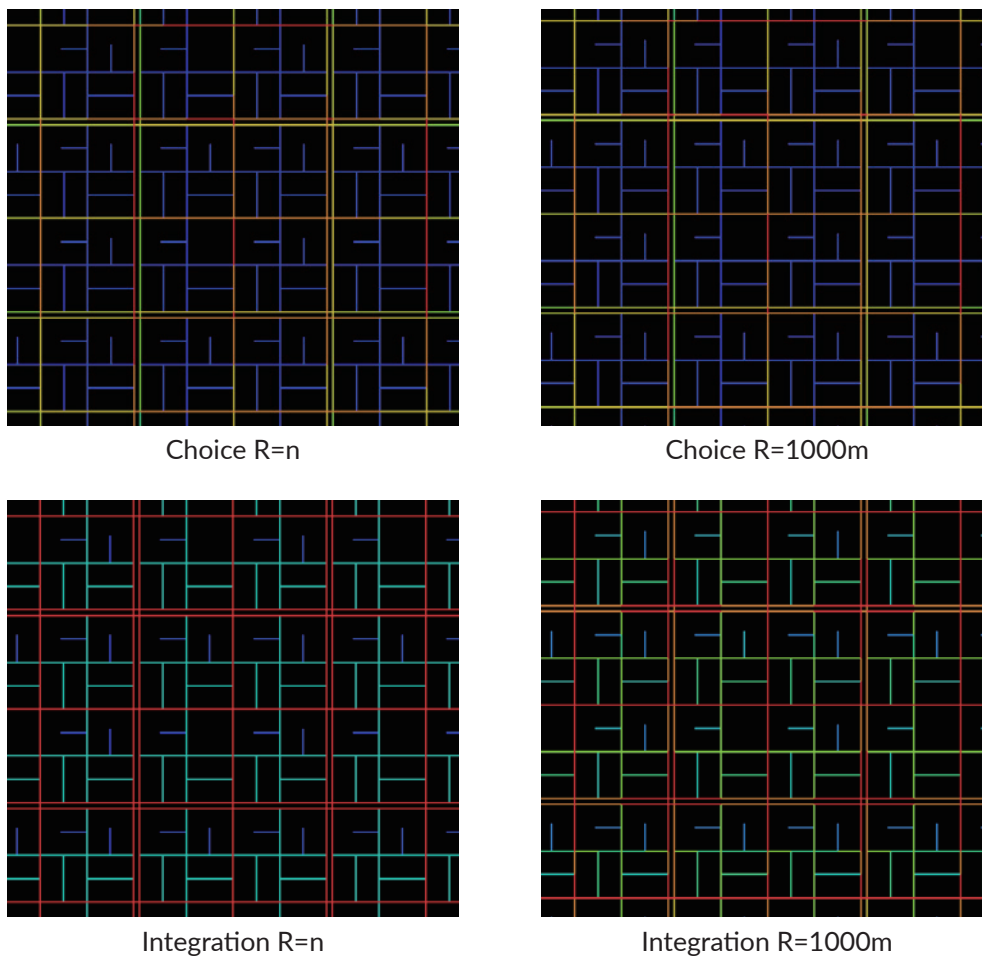 Choice R=n
Choice R=1000m
Integration R=n
Integration R=1000m